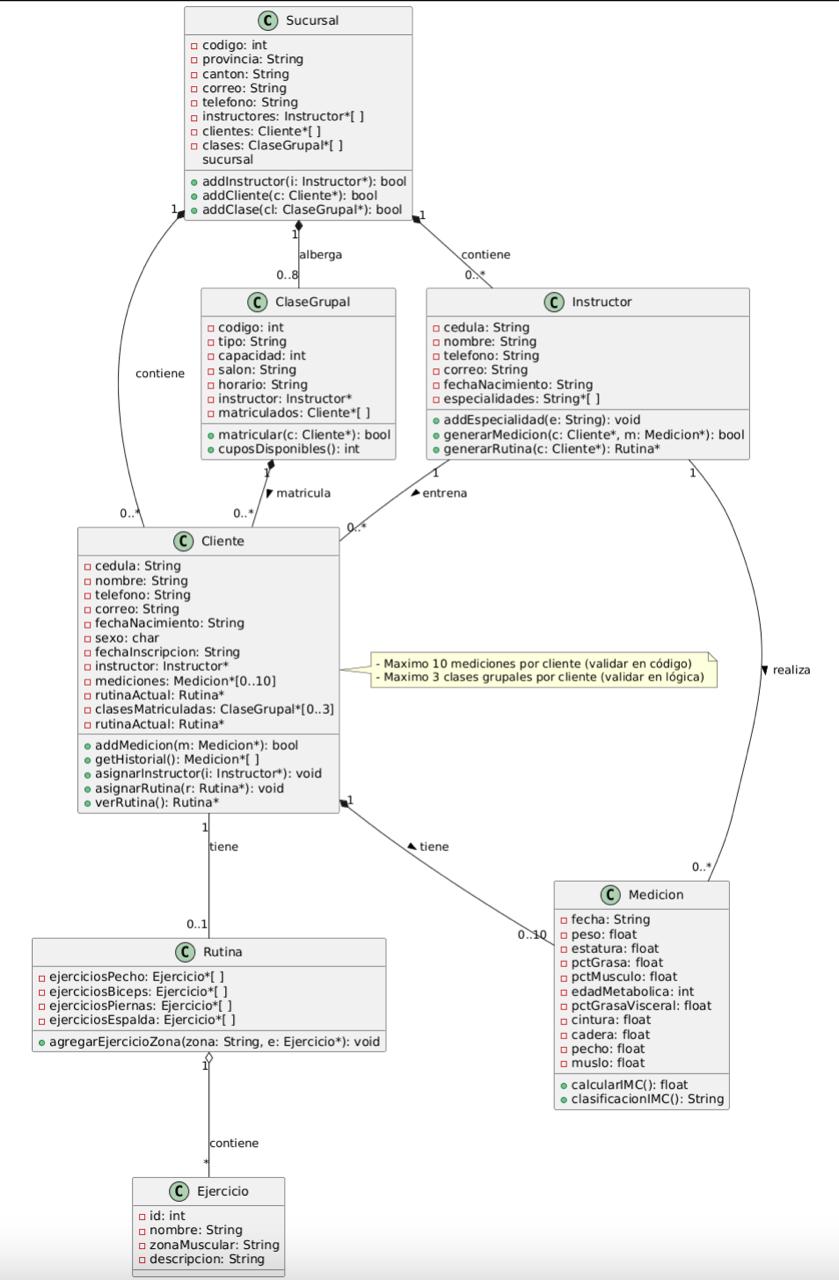 C Sucursal
codigo: int
provincia: String
canton: String
correo: String
telefono: String
instructores: Instructor*[ ]
clientes: Cliente*[ ]
clases: ClaseGrupal*[ ]
sucursal
addInstructor(i: Instructor*): bool
addCliente(c: Cliente*): bool
addClase(cl: ClaseGrupal*): bool
1
1
1
alberga
contiene
0..8
0..*
C ClaseGrupal
codigo: int
tipo: String
capacidad: int
salon: String
horario: String
instructor: Instructor*
matriculados: Cliente*[ ]
matricular(c: Cliente*): bool
cuposDisponibles(): int
C Instructor
cedula: String
nombre: String
telefono: String
correo: String
fechaNacimiento: String
especialidades: String*[ ]
addEspecialidad(e: String): void
generarMedicion(c: Cliente*, m: Medicion*): bool
generarRutina(c: Cliente*): Rutina*
contiene
1
1
1
matricula
entrena
0..*
0..*
0..*
C Cliente
cedula: String
nombre: String
telefono: String
correo: String
fechaNacimiento: String
sexo: char
fechaInscripcion: String
instructor: Instructor*
mediciones: Medicion*[0..10]
rutinaActual: Rutina*
clasesMatriculadas: ClaseGrupal*[0..3]
rutinaActual: Rutina*
addMedicion(m: Medicion*): bool
getHistorial(): Medicion*[ ]
asignarInstructor(i: Instructor*): void
asignarRutina(r: Rutina*): void
verRutina(): Rutina*
- Maximo 10 mediciones por cliente (validar en código)
- Maximo 3 clases grupales por cliente (validar en lógica)
realiza
1
1
tiene
tiene
0..*
0..1
0..10
C Medicion
fecha: String
peso: float
estatura: float
pctGrasa: float
pctMusculo: float
edadMetabolica: int
pctGrasaVisceral: float
cintura: float
cadera: float
pecho: float
muslo: float
calcularIMC(): float
clasificacionIMC(): String
C Rutina
ejerciciosPecho: Ejercicio*[ ]
ejerciciosBiceps: Ejercicio*[ ]
ejerciciosPiernas: Ejercicio*[ ]
ejerciciosEspalda: Ejercicio*[ ]
agregarEjercicioZona(zona: String, e: Ejercicio*): void
1
contiene
*
C Ejercicio
id: int
nombre: String
zonaMuscular: String
descripcion: String